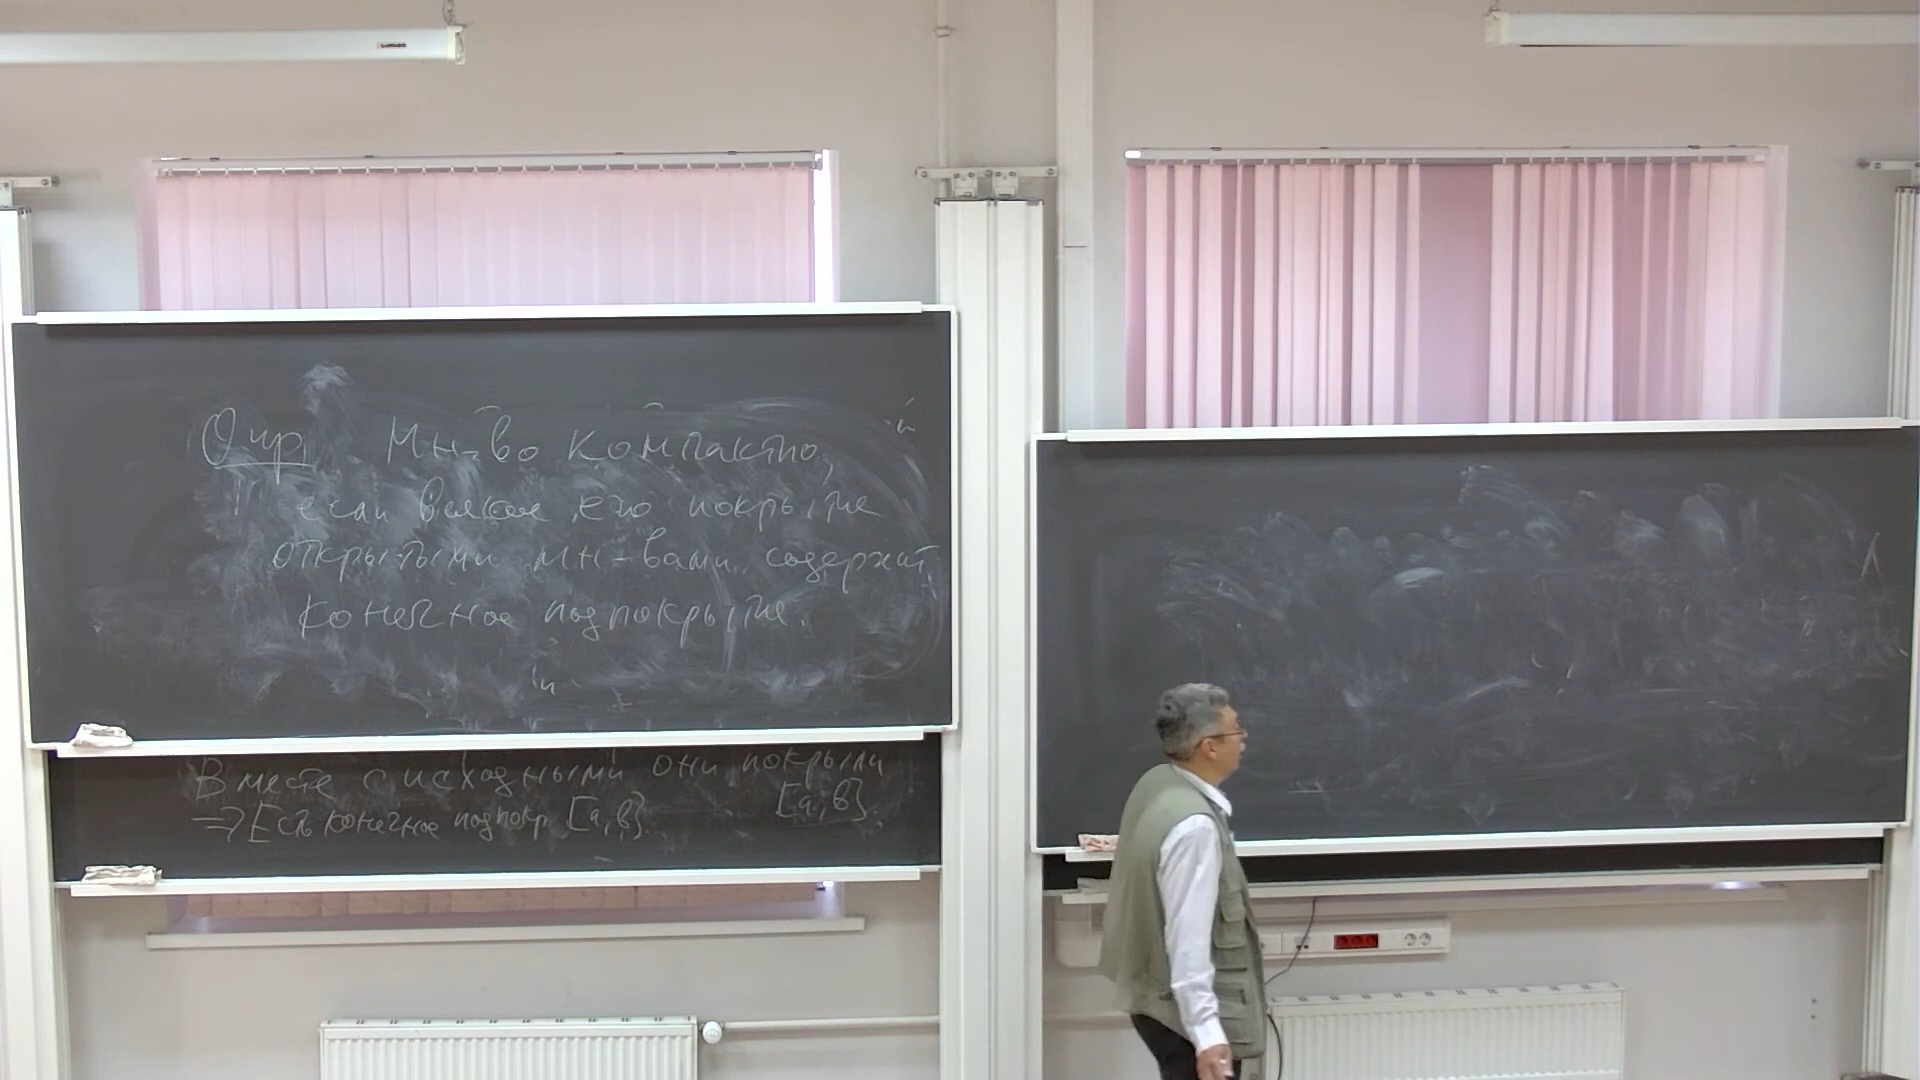 Опр Мн-во компактно,
если всякое его покрытие
открытыми мн-вами содержит
конечное подпокрытие.
Вместе с исходными они покрыли
[a, b].
=> Есть конечное подпокр [a, b].